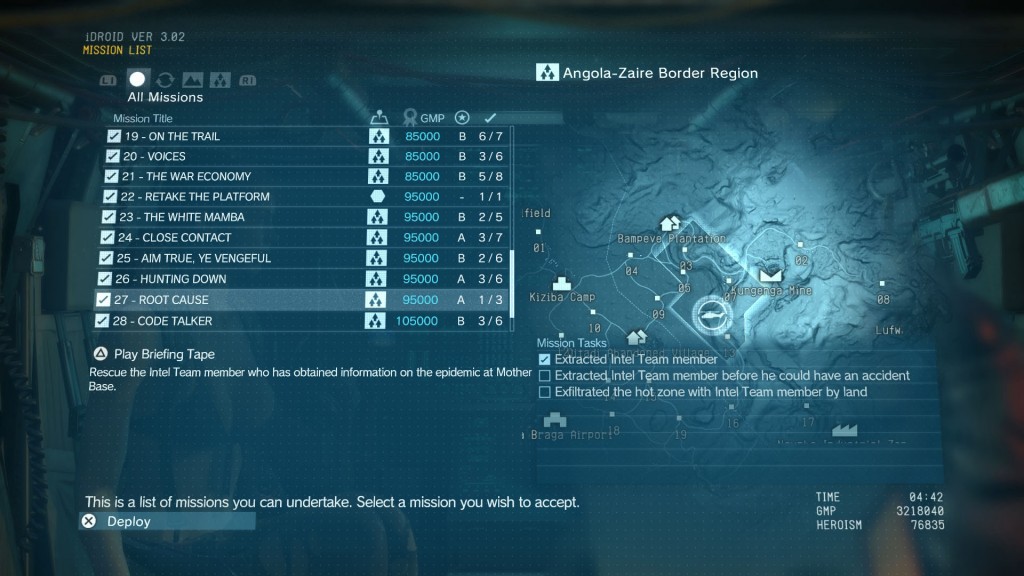 iDROID VER 3.02
MISSION LIST
L1 R1
All Missions
Mission Title GMP
19 - ON THE TRAIL 85000 B 6 / 7
20 - VOICES 85000 B 3 / 6
21 - THE WAR ECONOMY 85000 B 5 / 8
22 - RETAKE THE PLATFORM 95000 - 1 / 1
23 - THE WHITE MAMBA 95000 B 2 / 5
24 - CLOSE CONTACT 95000 A 3 / 7
25 - AIM TRUE, YE VENGEFUL 95000 B 2 / 6
26 - HUNTING DOWN 95000 A 3 / 6
27 - ROOT CAUSE 95000 A 1 / 3
28 - CODE TALKER 105000 B 3 / 6
Play Briefing Tape
Rescue the Intel Team member who has obtained information on the epidemic at Mother
Base.
Angola-Zaire Border Region
field
01
Bampeve Plantation
02
03
04
05
07
Kungenga Mine
Kiziba Camp
08
09
10
Lufw
Mission Tasks
Extracted Intel Team member
Extracted Intel Team member before he could have an accident
Exfiltrated the hot zone with Intel Team member by land
Braga Airport
18
19
16
17
This is a list of missions you can undertake. Select a mission you wish to accept.
Deploy
TIME 04:42
GMP 3218040
HEROISM 76835